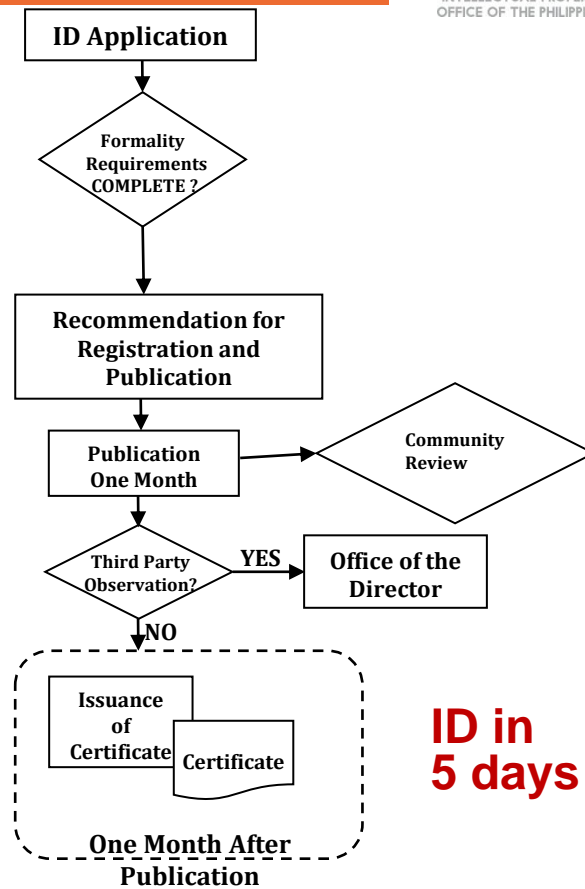 OFFICE OF THE
ID Application
Formality
Requirements
COMPLETE ?
Recommendation for
Registration and
Publication
Publication
One Month
Community
Review
Third Party
Observation?
YES
Office of the
Director
NO
Issuance
of
Certificate
Certificate
One Month After
Publication
ID in
5 days